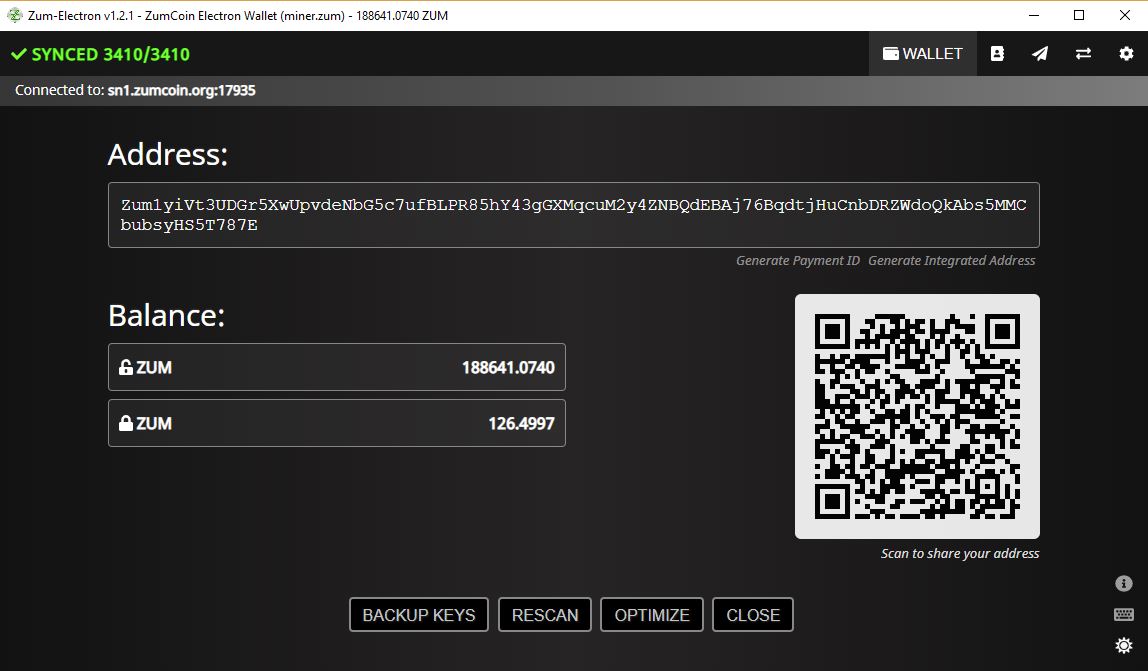 Zum-Electron v1.2.1 - ZumCoin Electron Wallet (miner.zum) - 188641.0740 ZUM
SYNCED 3410/3410
WALLET
Connected to: sn1.zumcoin.org:17935
Address:
Zum1yiVt3UDGr5XwUpvdeNbG5c7ufBLPR85hY43gGXMqcuM2y4ZNBQdEBAj76BqdtjHuCnbDRZWdoQkAbs5MMC
bubsyHS5T787E
Generate Payment ID Generate Integrated Address
Balance:
ZUM 188641.0740
ZUM 126.4997
Scan to share your address
BACKUP KEYS RESCAN OPTIMIZE CLOSE